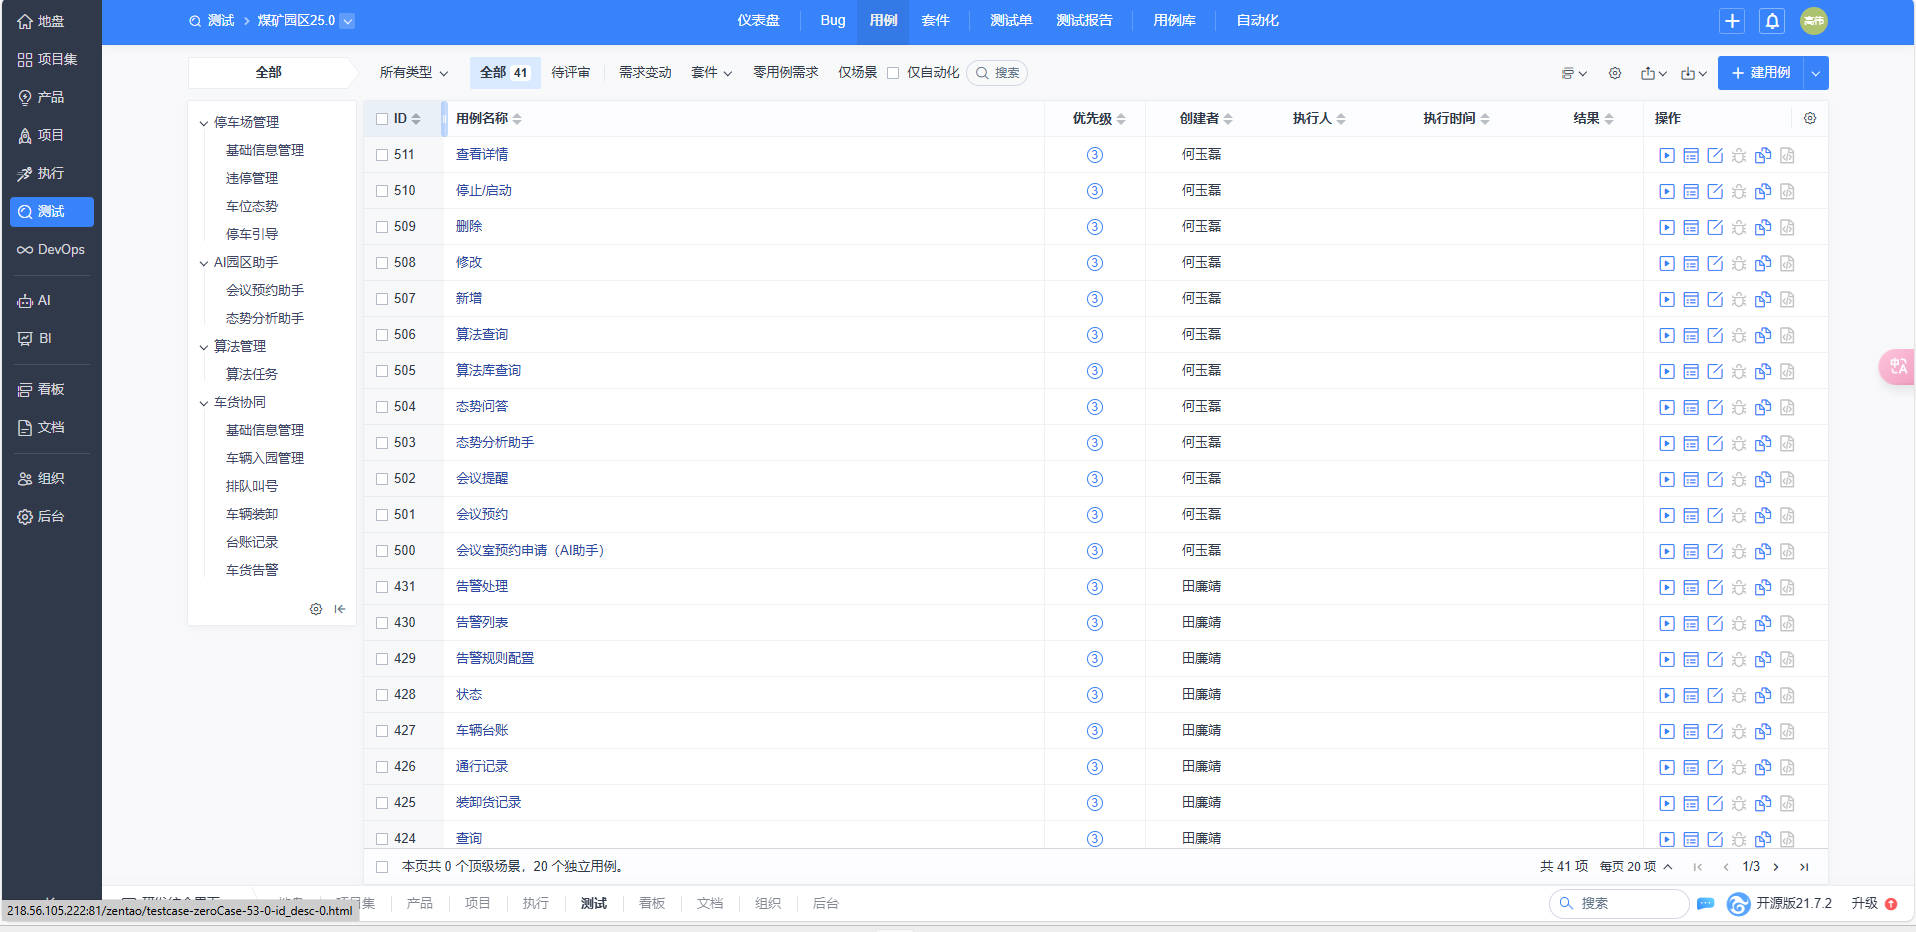 地盘
项目集
产品
项目
执行
测试
DevOps
AI
BI
看板
文档
组织
后台
测试 煤矿园区25.0
仪表盘 Bug 用例 套件 测试单 测试报告 用例库 自动化
高伟
全部
所有类型 全部 41 待评审 需求变动 套件 零用例需求 仅场景 仅自动化 搜索
建用例
停车场管理
基础信息管理
违停管理
车位态势
停车引导
AI园区助手
会议预约助手
态势分析助手
算法管理
算法任务
车货协同
基础信息管理
车辆入园管理
排队叫号
车辆装卸
台账记录
车货告警
ID 用例名称 优先级 创建者 执行人 执行时间 结果 操作
511 查看详情 3 何玉磊
510 停止/启动 3 何玉磊
509 删除 3 何玉磊
508 修改 3 何玉磊
507 新增 3 何玉磊
506 算法查询 3 何玉磊
505 算法库查询 3 何玉磊
504 态势问答 3 何玉磊
503 态势分析助手 3 何玉磊
502 会议提醒 3 何玉磊
501 会议预约 3 何玉磊
500 会议室预约申请（AI助手） 3 何玉磊
431 告警处理 3 田廉靖
430 告警列表 3 田廉靖
429 告警规则配置 3 田廉靖
428 状态 3 田廉靖
427 车辆台账 3 田廉靖
426 通行记录 3 田廉靖
425 装卸货记录 3 田廉靖
424 查询 3 田廉靖
本页共 0 个顶级场景，20 个独立用例。
共 41 项 每页 20 项 1/3
集 产品 项目 执行 测试 看板 文档 组织 后台
搜索
开源版21.7.2 升级
218.56.105.222:81/zentao/testcase-zeroCase-53-0-id_desc-0.html